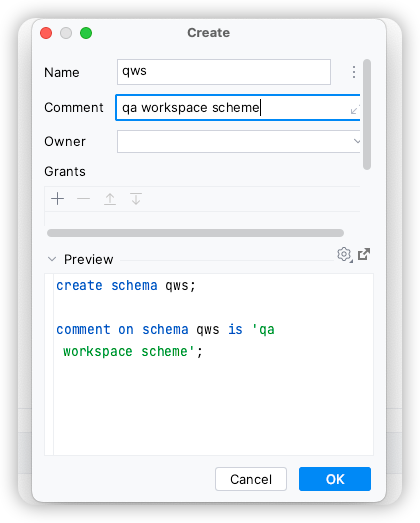 Create
Name
qws
Comment
qa workspace scheme
Owner
Grants
Preview
create schema qws;
comment on schema qws is 'qa
workspace scheme';
Cancel
OK